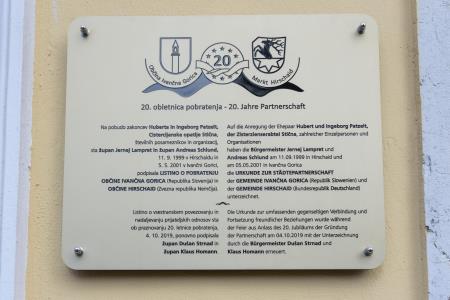 Občina Ivančna Gorica
20
Markt Hirschaid
20. obletnica pobratenja - 20. Jahre Partnerschaft
Na pobudo zakoncev Huberta in Ingeborg Patzelt,
Cistercijanske opatije Stična,
številnih posameznikov in organizacij,
sta župan Jernej Lampret in župan Andreas Schlund,
11. 9. 1999 v Hirschaidu in
5. 5. 2001 v Ivančni Gorici,
podpisala LISTINO O POBRATENJU
OBČINE IVANČNA GORICA (Republika Slovenija) in
OBČINE HIRSCHAID (Zvezna republika Nemčija).
Listino o vsestranskem povezovanju in
nadaljevanju prijateljskih odnosov sta
ob praznovanju 20. letnice pobratenja,
4. 10. 2019, ponovno podpisala
župan Dušan Strnad in
župan Klaus Homann.
Auf die Anregung der Ehepaar Hubert und Ingeborg Patzelt,
der Zisterzienserabtei Stična, zahlreicher Einzelpersonen und
Organisationen
haben die Bürgermeister Jernej Lampret und
Andreas Schlund am 11.09.1999 in Hirschaid und
am 05.05.2001 in Ivančna Gorica
die URKUNDE ZUR STÄDTEPARTNERSCHAFT
der GEMEINDE IVANČNA GORICA (Republik Slowenien) und
der GEMEINDE HIRSCHAID (Bundesrepublik Deutschland)
unterzeichnet.
Die Urkunde zur umfassenden gegenseitigen Verbindung und
Fortsetzung freundlicher Beziehungen wurde während
der Feier aus Anlass des 20. Jubiläums der Gründung
der Partnerschaft am 04.10.2019 mit der Unterzeichnung
durch die Bürgermeister Dušan Strnad und
Klaus Homann erneuert.